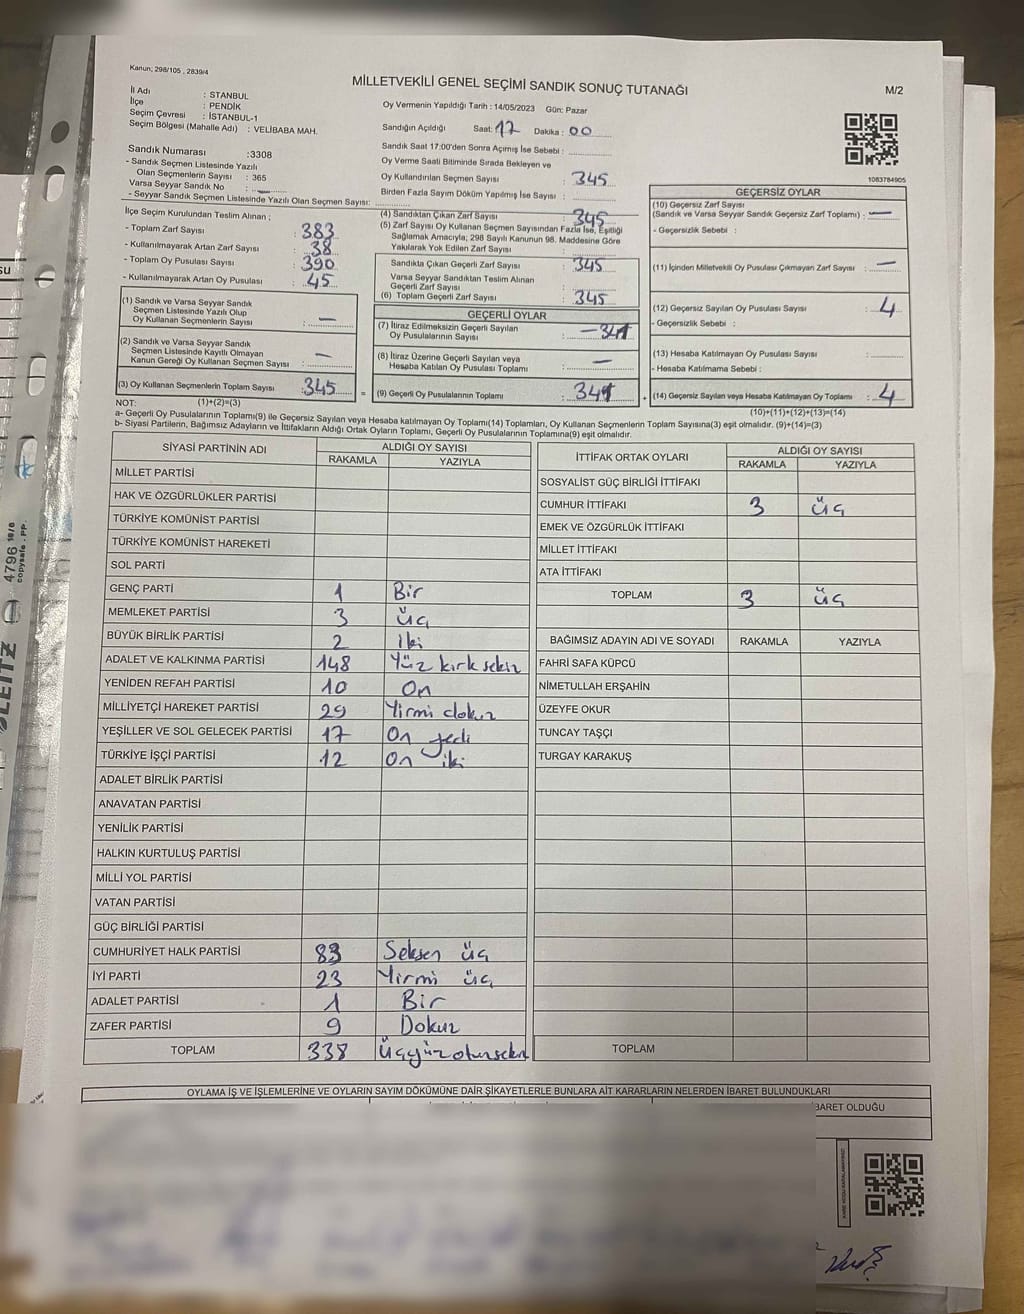 Kanun; 298/105 , 2839/4
MİLLETVEKİLİ GENEL SEÇİMİ SANDIK SONUÇ TUTANAĞI
M/2
İl Adı : STANBUL
İlçe : PENDİK
Seçim Çevresi : İSTANBUL-1
Seçim Bölgesi (Mahalle Adı) : VELİBABA MAH.
Oy Vermenin Yapıldığı Tarih : 14/05/2023 Gün: Pazar
Sandığın Açıldığı Saat: 17 Dakika : 00
Sandık Saat 17:00'den Sonra Açımış İse Sebebi :
Oy Verme Saati Bitiminde Sırada Bekleyen ve
Oy Kullandırılan Seçmen Sayısı : 345
Birden Fazla Sayım Döküm Yapılmış İse Sayısı :
1083784905
Sandık Numarası :3308
- Sandık Seçmen Listesinde Yazılı
Olan Seçmenlerin Sayısı : 365
Varsa Seyyar Sandık No : —
- Seyyar Sandık Seçmen Listesinde Yazılı Olan Seçmen Sayısı:
İlçe Seçim Kurulundan Teslim Alınan ;
- Toplam Zarf Sayısı : 383
- Kullanılmayarak Artan Zarf Sayısı : 38
- Toplam Oy Pusulası Sayısı : 390
- Kullanılmayarak Artan Oy Pusulası : 45
(1) Sandık ve Varsa Seyyar Sandık
Seçmen Listesinde Yazılı Olup
Oy Kullanan Seçmenlerin Sayısı : —
(2) Sandık ve Varsa Seyyar Sandık
Seçmen Listesinde Kayıtlı Olmayan
Kanun Gereği Oy Kullanan Seçmen Sayısı : —
(3) Oy Kullanan Seçmenlerin Toplam Sayısı : 345
(4) Sandıktan Çıkan Zarf Sayısı : 345
(5) Zarf Sayısı Oy Kullanan Seçmen Sayısından Fazla İse, Eşitliği
Sağlamak Amacıyla; 298 Sayılı Kanunun 98. Maddesine Göre
Yakılarak Yok Edilen Zarf Sayısı :
Sandıkta Çıkan Geçerli Zarf Sayısı : 345
Varsa Seyyar Sandıktan Teslim Alınan
Geçerli Zarf Sayısı :
(6) Toplam Geçerli Zarf Sayısı : 345
GEÇERLİ OYLAR
(7) İtiraz Edilmeksizin Geçerli Sayılan
Oy Pusulalarının Sayısı : — 341
(8) İtiraz Üzerine Geçerli Sayılan veya
Hesaba Katılan Oy Pusulası Toplamı : —
(9) Geçerli Oy Pusulalarının Toplamı : 341
GEÇERSİZ OYLAR
(10) Geçersiz Zarf Sayısı
(Sandık ve Varsa Seyyar Sandık Geçersiz Zarf Toplamı) : —
- Geçersizlik Sebebi :
(11) İçinden Milletvekili Oy Pusulası Çıkmayan Zarf Sayısı : —
(12) Geçersiz Sayılan Oy Pusulası Sayısı : 4
- Geçersizlik Sebebi :
(13) Hesaba Katılmayan Oy Pusulası Sayısı :
- Hesaba Katılmama Sebebi :
+ (14) Geçersiz Sayılan veya Hesaba Katılmayan Oy Toplamı : 4
NOT: (1)+(2)=(3) (10)+(11)+(12)+(13)=(14)
a- Geçerli Oy Pusulalarının Toplamı(9) ile Geçersiz Sayılan veya Hesaba katılmayan Oy Toplamı(14) Toplamları, Oy Kullanan Seçmenlerin Toplam Sayısına(3) eşit olmalıdır. (9)+(14)=(3)
b- Siyasi Partilerin, Bağımsız Adayların ve İttifakların Aldığı Ortak Oyların Toplamı, Geçerli Oy Pusulalarının Toplamına(9) eşit olmalıdır.
SİYASİ PARTİNİN ADI ALDIĞI OY SAYISI
RAKAMLA YAZIYLA
MİLLET PARTİSİ
HAK VE ÖZGÜRLÜKLER PARTİSİ
TÜRKİYE KOMÜNİST PARTİSİ
TÜRKİYE KOMÜNİST HAREKETİ
SOL PARTİ
GENÇ PARTİ 1 Bir
MEMLEKET PARTİSİ 3 üç
BÜYÜK BİRLİK PARTİSİ 2 iki
ADALET VE KALKINMA PARTİSİ 148 Yüz kırk sekiz
YENİDEN REFAH PARTİSİ 10 On
MİLLİYETÇİ HAREKET PARTİSİ 29 Yirmi dokuz
YEŞİLLER VE SOL GELECEK PARTİSİ 17 On yedi
TÜRKİYE İŞÇİ PARTİSİ 12 On iki
ADALET BİRLİK PARTİSİ
ANAVATAN PARTİSİ
YENİLİK PARTİSİ
HALKIN KURTULUŞ PARTİSİ
MİLLİ YOL PARTİSİ
VATAN PARTİSİ
GÜÇ BİRLİĞİ PARTİSİ
CUMHURİYET HALK PARTİSİ 83 Seksen üç
İYİ PARTİ 23 Yirmi üç
ADALET PARTİSİ 1 Bir
ZAFER PARTİSİ 9 Dokuz
TOPLAM 338 Üçyüzotuzsekiz
İTTİFAK ORTAK OYLARI ALDIĞI OY SAYISI
RAKAMLA YAZIYLA
SOSYALİST GÜÇ BİRLİĞİ İTTİFAKI
CUMHUR İTTİFAKI 3 üç
EMEK VE ÖZGÜRLÜK İTTİFAKI
MİLLET İTTİFAKI
ATA İTTİFAKI
TOPLAM 3 üç
BAĞIMSIZ ADAYIN ADI VE SOYADI RAKAMLA YAZIYLA
FAHRİ SAFA KÜPCÜ
NİMETULLAH ERŞAHİN
ÜZEYFE OKUR
TUNCAY TAŞÇI
TURGAY KARAKUŞ
TOPLAM
OYLAMA İŞ VE İŞLEMLERİNE VE OYLARIN SAYIM DÖKÜMÜNE DAİR ŞİKAYETLERLE BUNLARA AİT KARARLARIN NELERDEN İBARET BULUNDUKLARI
BARET OLDUĞU
4796
copysafe
LEITZ